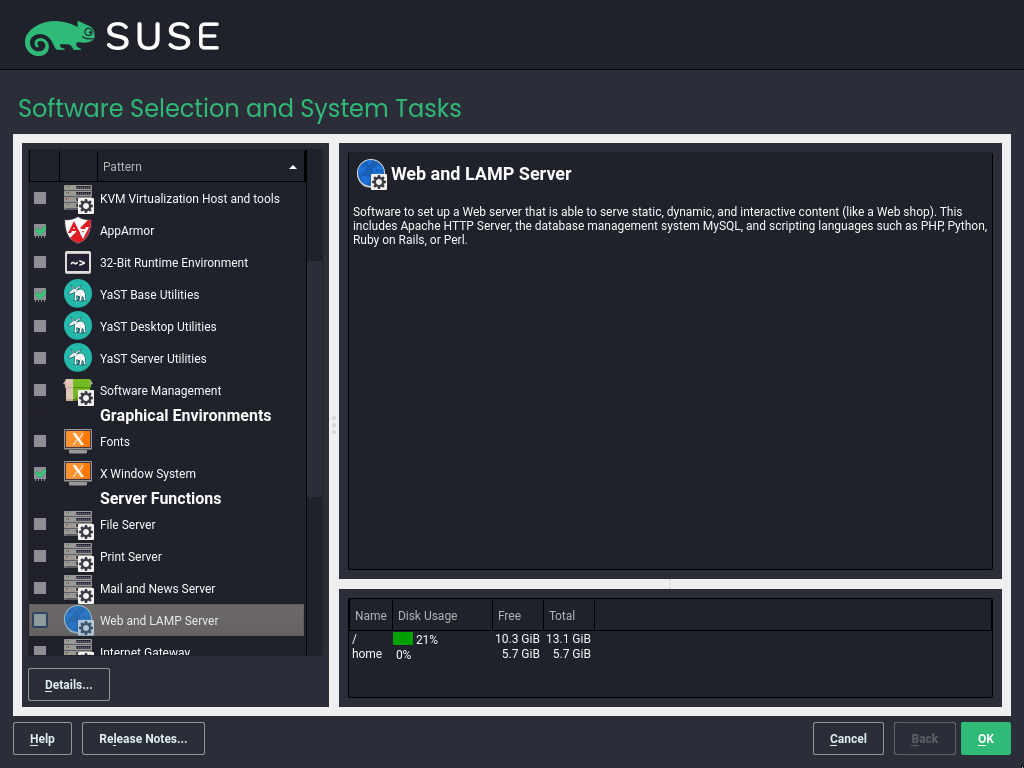 SUSE
Software Selection and System Tasks
Pattern
KVM Virtualization Host and tools
AppArmor
~> 32-Bit Runtime Environment
YaST Base Utilities
YaST Desktop Utilities
YaST Server Utilities
Software Management
Graphical Environments
X Fonts
X X Window System
Server Functions
File Server
Print Server
Mail and News Server
Web and LAMP Server
Internet Gateway
Details...
Web and LAMP Server
Software to set up a Web server that is able to serve static, dynamic, and interactive content (like a Web shop). This
includes Apache HTTP Server, the database management system MySQL, and scripting languages such as PHP, Python,
Ruby on Rails, or Perl.
Name Disk Usage Free Total
/ 21% 10.3 GiB 13.1 GiB
home 0% 5.7 GiB 5.7 GiB
Help Release Notes... Cancel Back OK